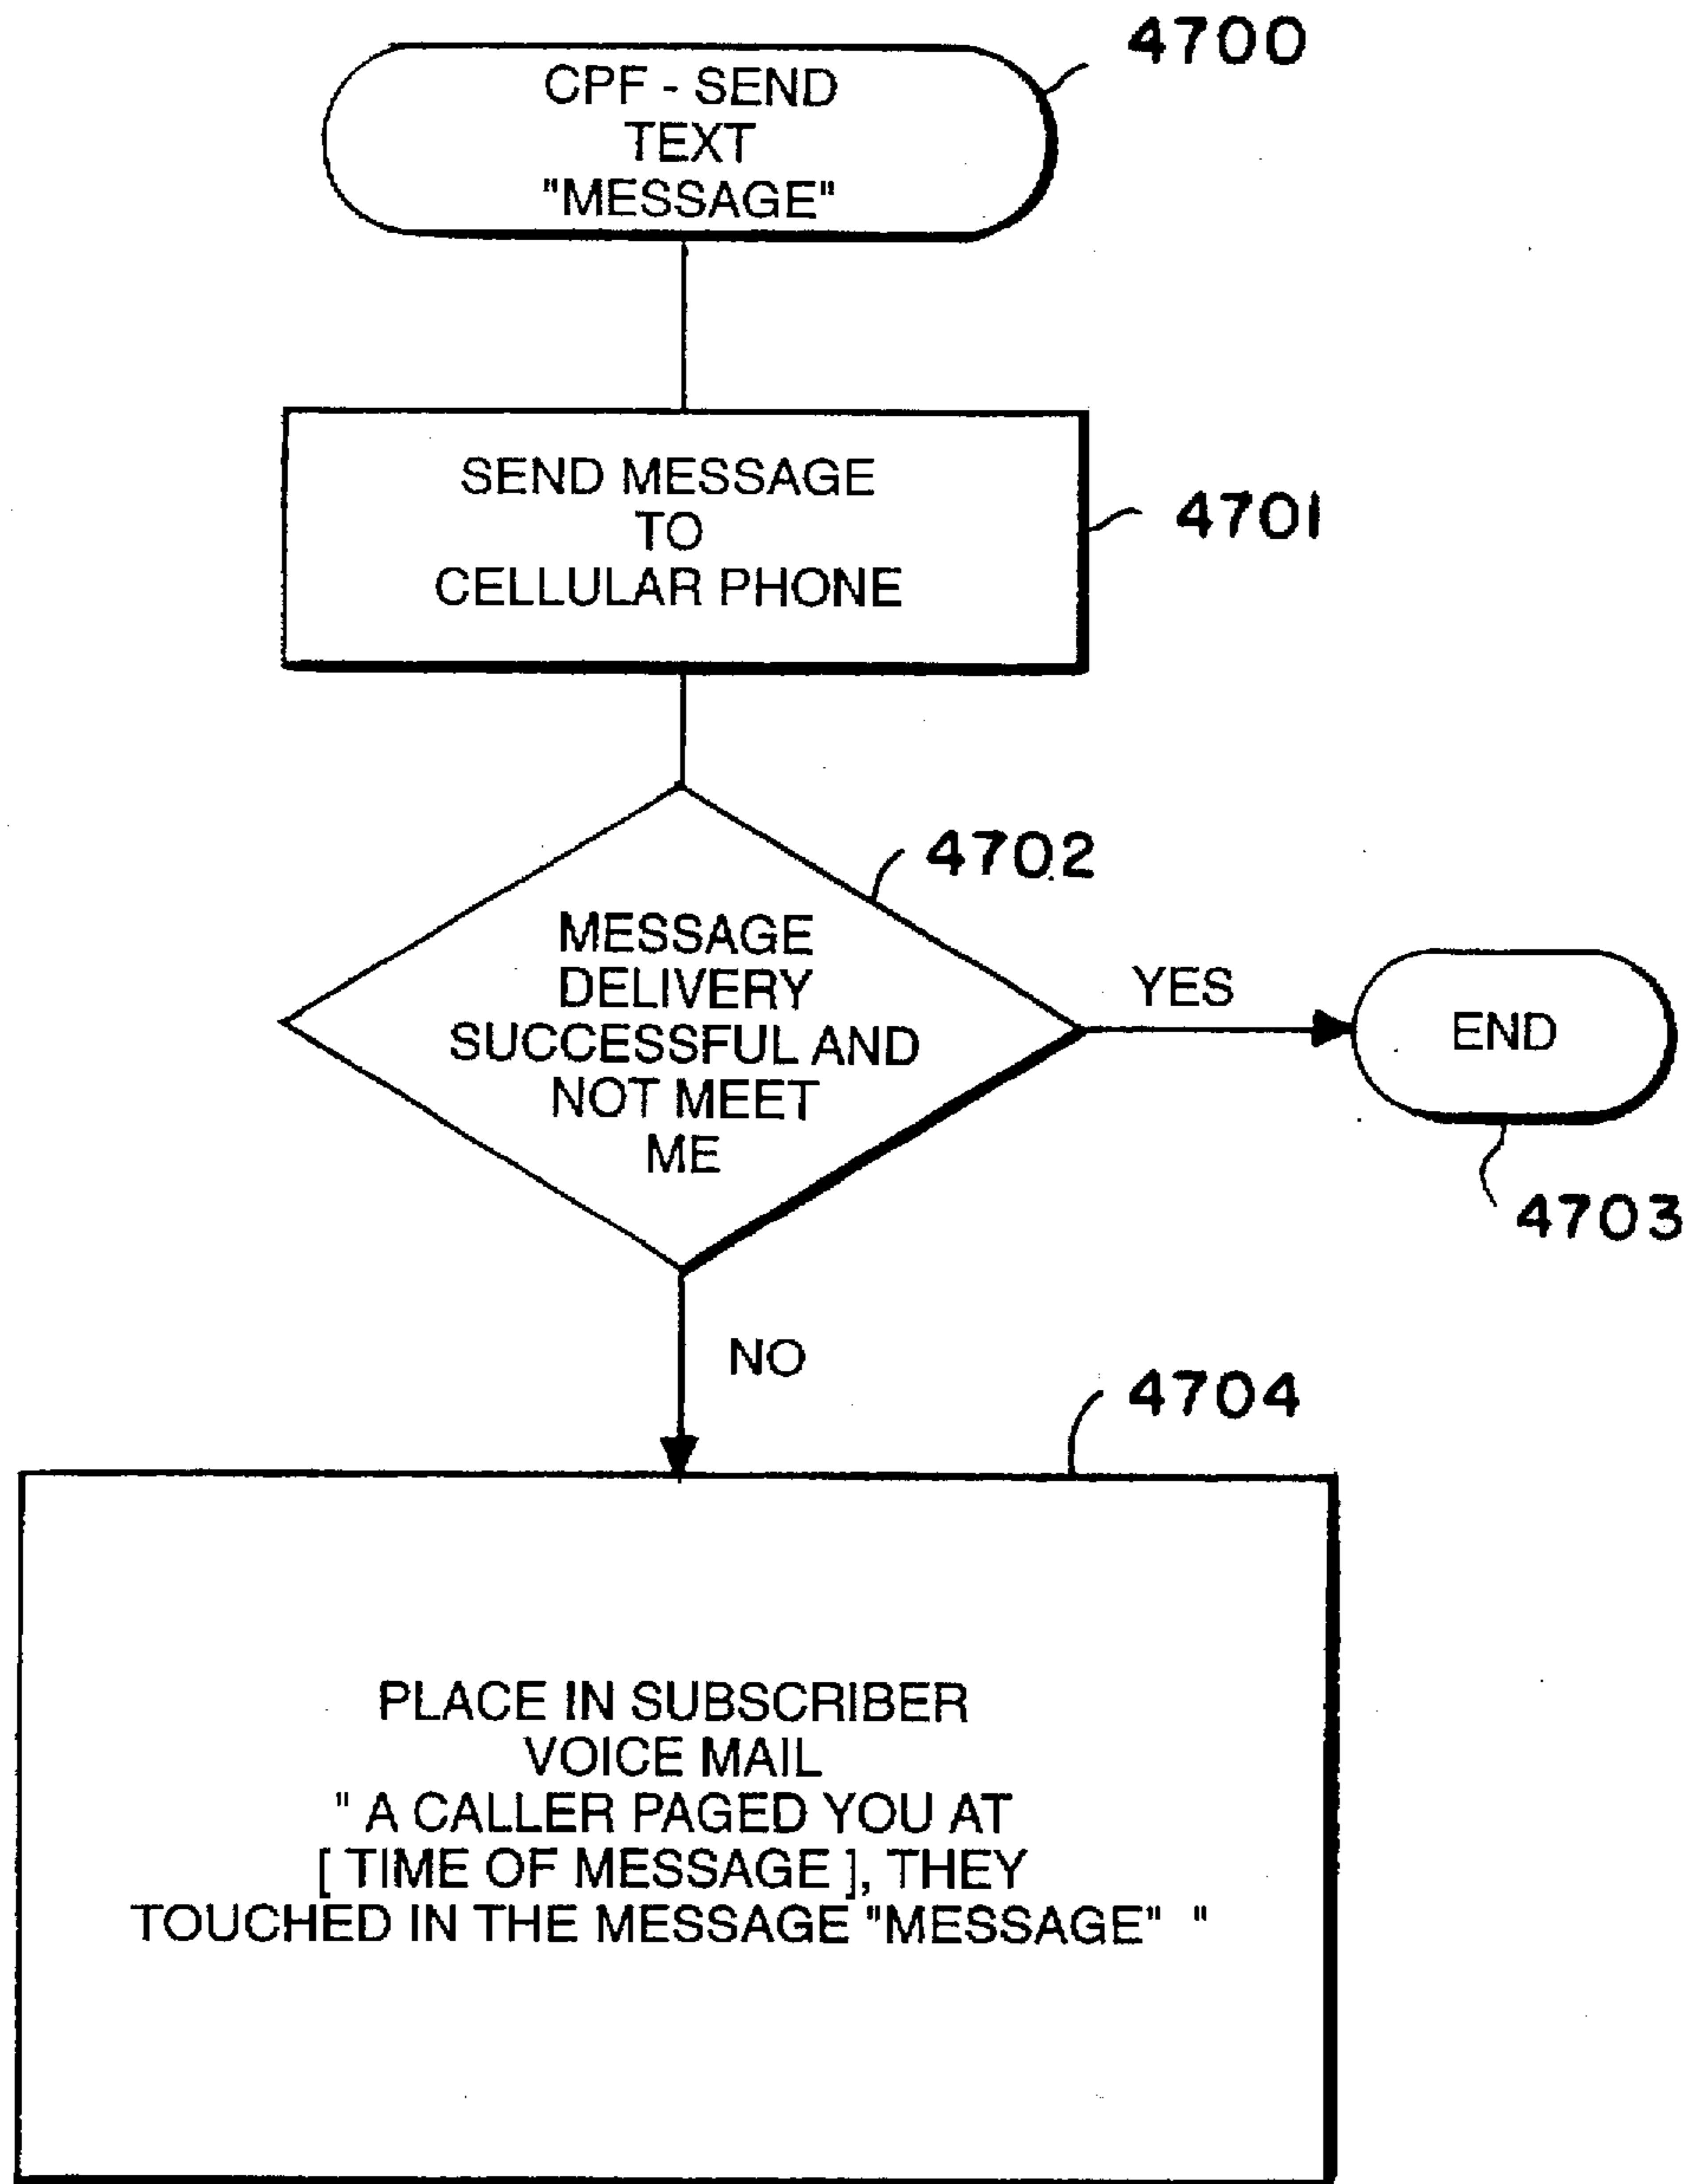 4700
CPF - SEND
TEXT
"MESSAGE"
SEND MESSAGE
TO
CELLULAR PHONE
4701
4702
MESSAGE
DELIVERY
SUCCESSFUL AND
NOT MEET
ME
YES
END
4703
NO
4704
PLACE IN SUBSCRIBER
VOICE MAIL
" A CALLER PAGED YOU AT
[ TIME OF MESSAGE ], THEY
TOUCHED IN THE MESSAGE "MESSAGE" "